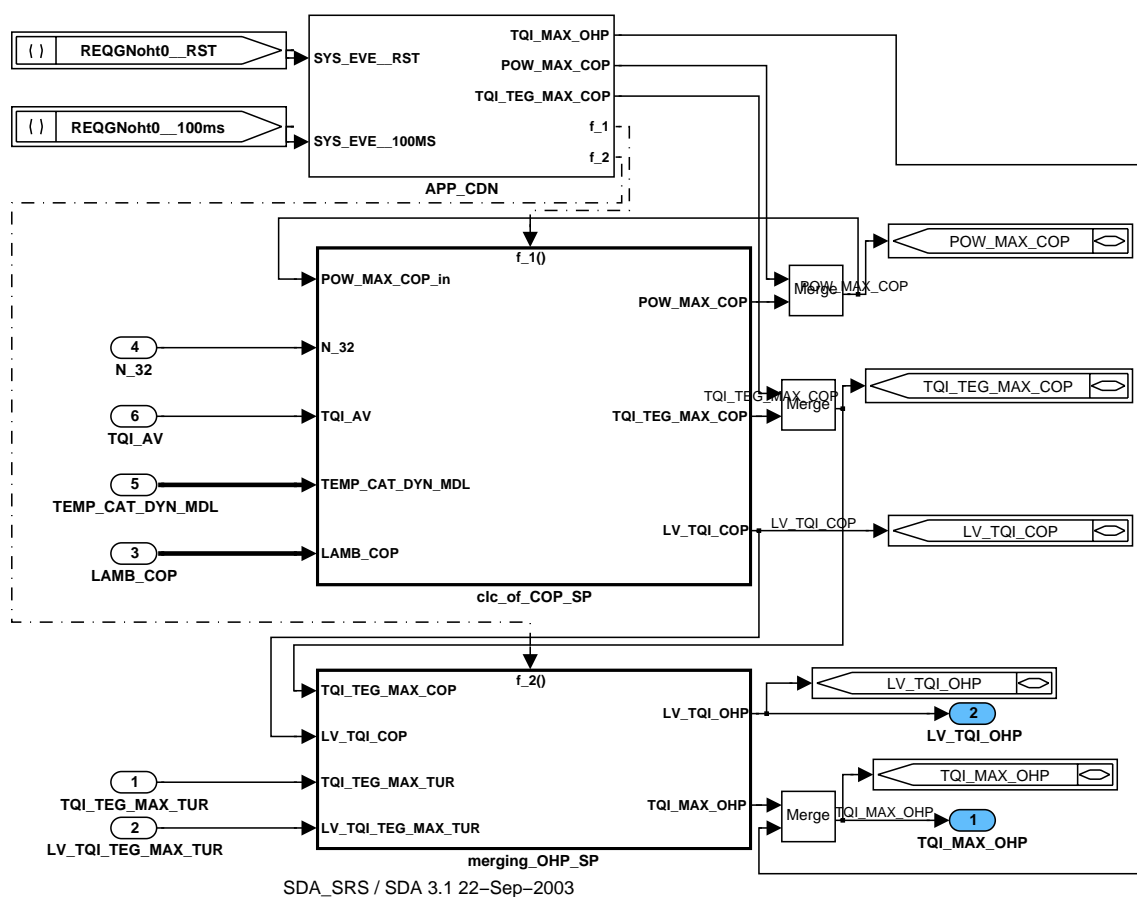 TQI_MAX_OHP
( ) REQGNoht0__RST
SYS_EVE__RST
POW_MAX_COP
TQI_TEG_MAX_COP
( ) REQGNoht0__100ms
SYS_EVE__100MS
f_1
f_2
APP_CDN
f_1()
POW_MAX_COP
POW_MAX_COP_in
Merge
POW_MAX_COP
POW_MAX_COP
4
N_32
N_32
TQI_TEG_MAX_COP
TQI_TEG_MAX_COP
Merge
6
TQI_AV
TQI_AV
TQI_TEG_MAX_COP
5
TEMP_CAT_DYN_MDL
TEMP_CAT_DYN_MDL
LV_TQI_COP
LV_TQI_COP
LV_TQI_COP
3
LAMB_COP
LAMB_COP
clc_of_COP_SP
f_2()
TQI_TEG_MAX_COP
LV_TQI_OHP
LV_TQI_OHP
2
LV_TQI_OHP
LV_TQI_COP
1
TQI_TEG_MAX_TUR
TQI_TEG_MAX_TUR
TQI_MAX_OHP
TQI_MAX_OHP
Merge
TQI_MAX_OHP
1
TQI_MAX_OHP
2
LV_TQI_TEG_MAX_TUR
LV_TQI_TEG_MAX_TUR
merging_OHP_SP
SDA_SRS / SDA 3.1 22–Sep–2003